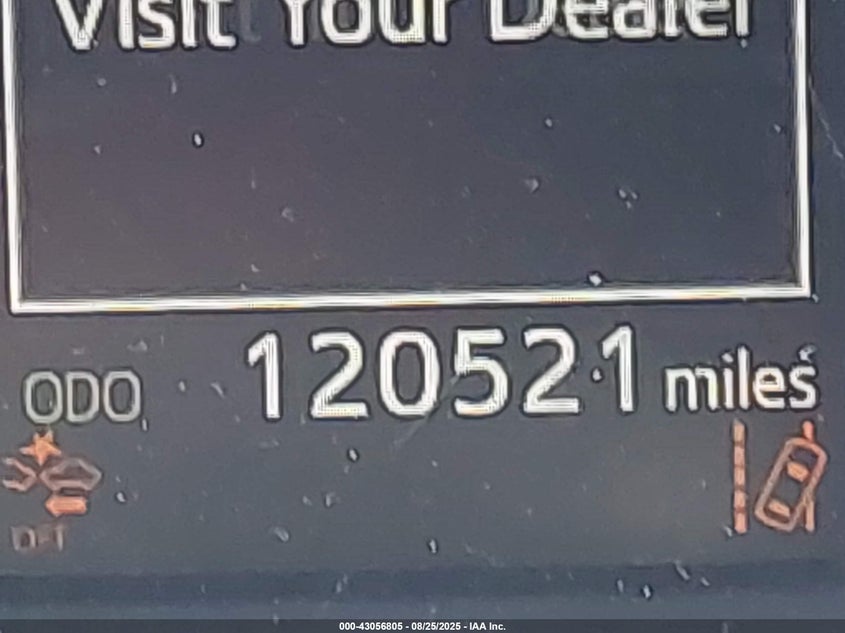 Visit Your Dealer
ODO 120521 miles
OFF
000-43056805 - 08/25/2025 - IAA Inc.